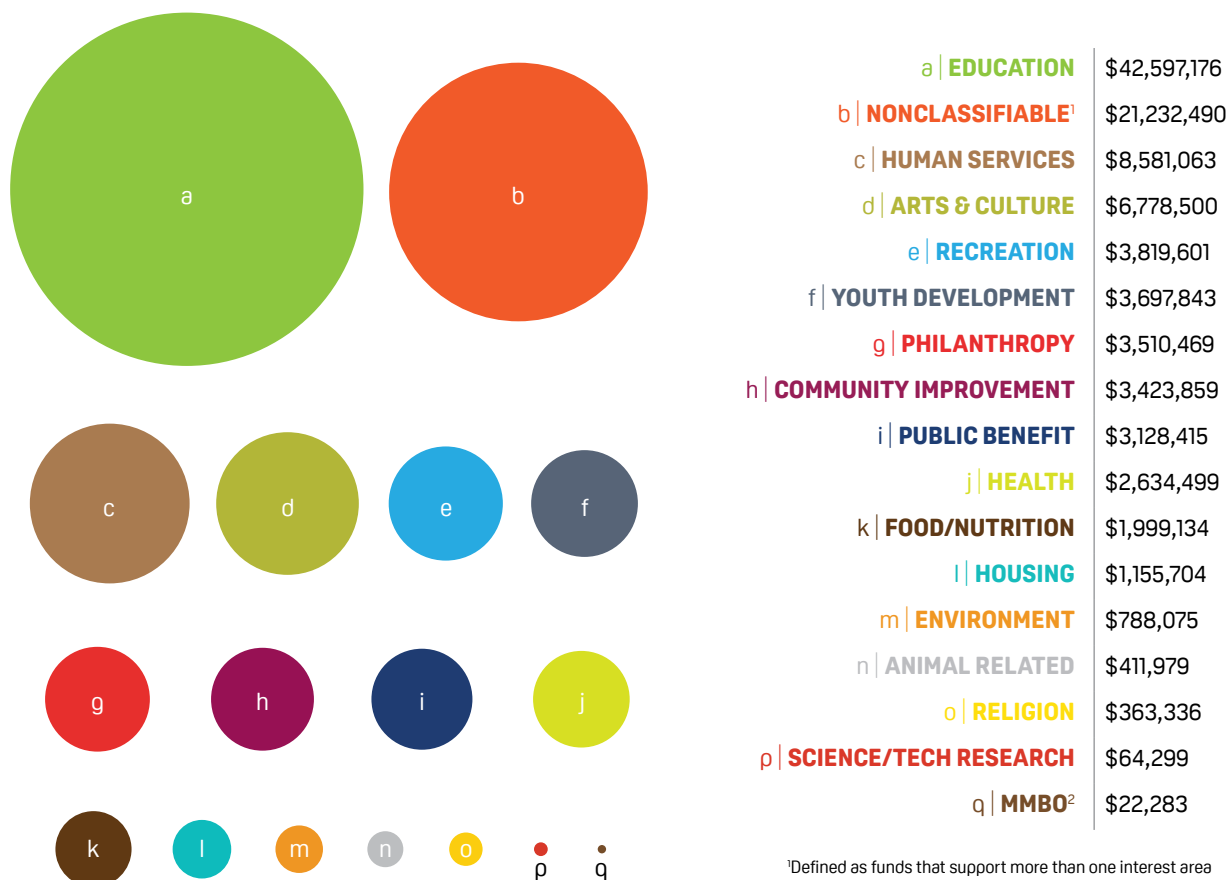 a
b
c
d
e
f
g
h
i
j
k
l
m
n
o
p
q
a | EDUCATION $42,597,176
b | NONCLASSIFIABLE¹ $21,232,490
c | HUMAN SERVICES $8,581,063
d | ARTS & CULTURE $6,778,500
e | RECREATION $3,819,601
f | YOUTH DEVELOPMENT $3,697,843
g | PHILANTHROPY $3,510,469
h | COMMUNITY IMPROVEMENT $3,423,859
i | PUBLIC BENEFIT $3,128,415
j | HEALTH $2,634,499
k | FOOD/NUTRITION $1,999,134
l | HOUSING $1,155,704
m | ENVIRONMENT $788,075
n | ANIMAL RELATED $411,979
o | RELIGION $363,336
p | SCIENCE/TECH RESEARCH $64,299
q | MMBO² $22,283
¹Defined as funds that support more than one interest area